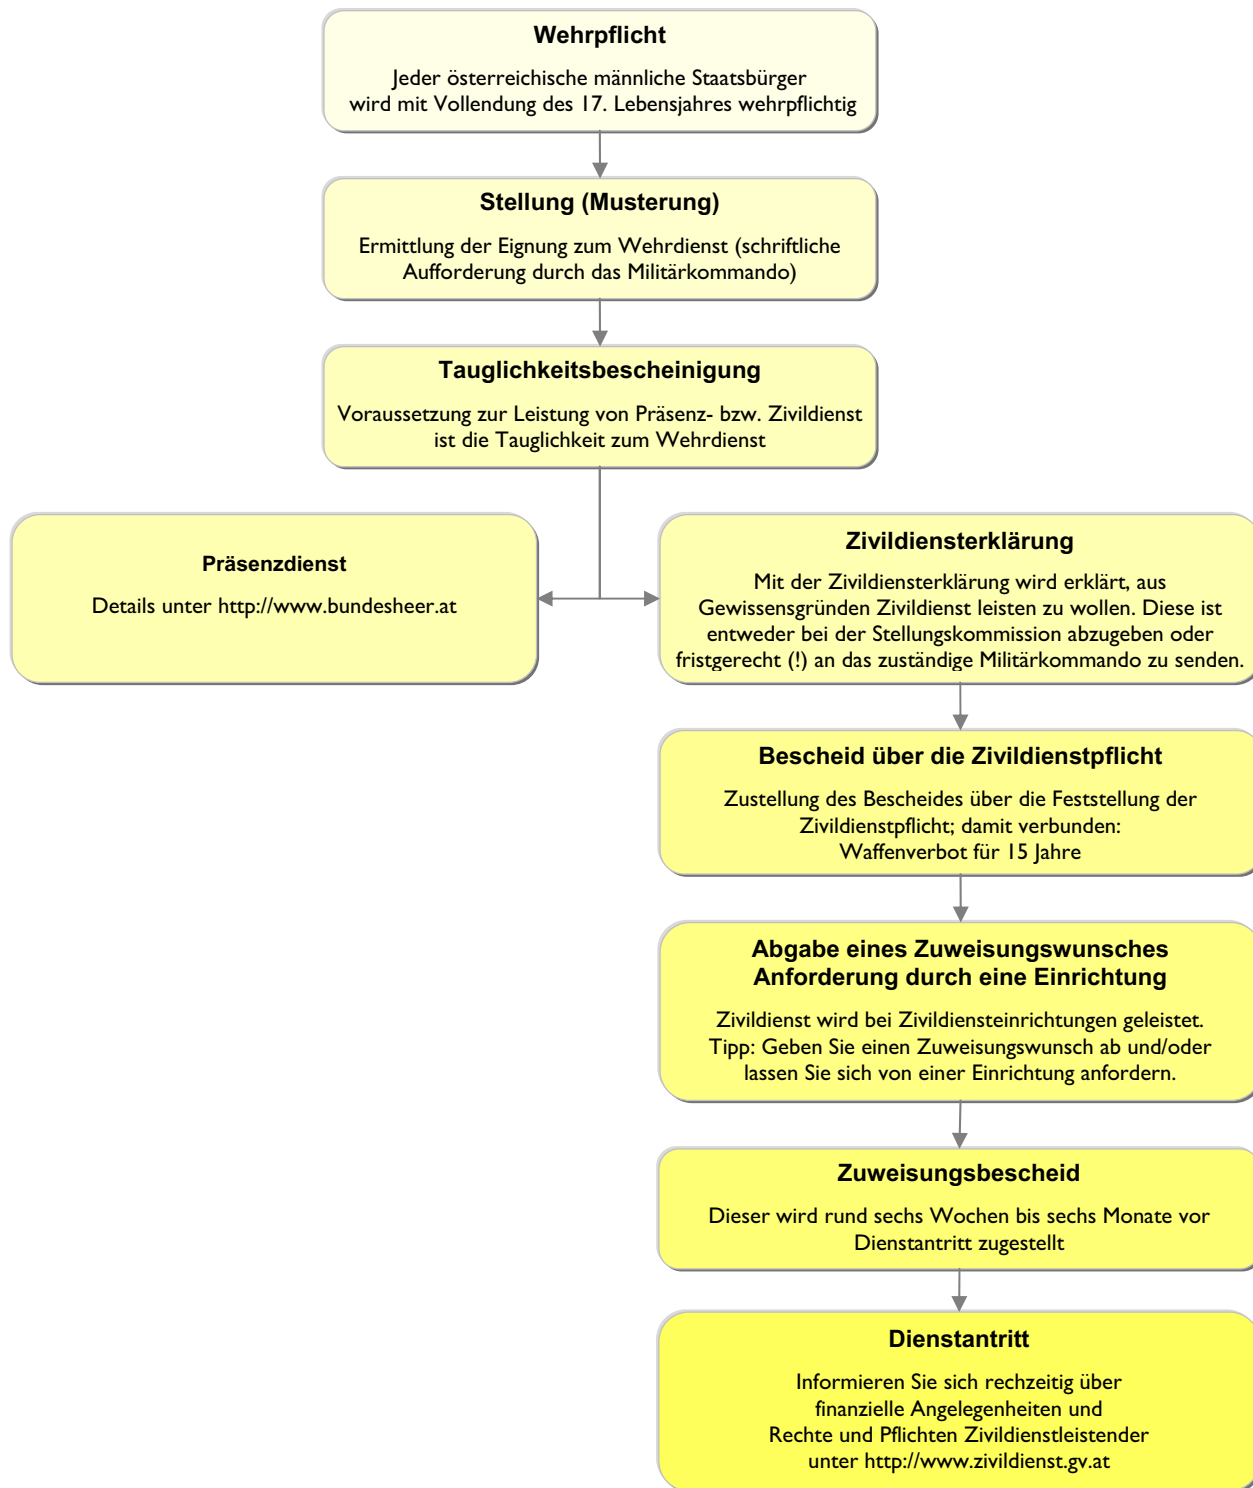 Wehrpflicht
Jeder österreichische männliche Staatsbürger
wird mit Vollendung des 17. Lebensjahres wehrpflichtig
Stellung (Musterung)
Ermittlung der Eignung zum Wehrdienst (schriftliche
Aufforderung durch das Militärkommando)
Tauglichkeitsbescheinigung
Voraussetzung zur Leistung von Präsenz- bzw. Zivildienst
ist die Tauglichkeit zum Wehrdienst
Präsenzdienst
Details unter http://www.bundesheer.at
Zivildiensterklärung
Mit der Zivildiensterklärung wird erklärt, aus
Gewissensgründen Zivildienst leisten zu wollen. Diese ist
entweder bei der Stellungskommission abzugeben oder
fristgerecht (!) an das zuständige Militärkommando zu senden.
Bescheid über die Zivildienstpflicht
Zustellung des Bescheides über die Feststellung der
Zivildienstpflicht; damit verbunden:
Waffenverbot für 15 Jahre
Abgabe eines Zuweisungswunsches
Anforderung durch eine Einrichtung
Zivildienst wird bei Zivildiensteinrichtungen geleistet.
Tipp: Geben Sie einen Zuweisungswunsch ab und/oder
lassen Sie sich von einer Einrichtung anfordern.
Zuweisungsbescheid
Dieser wird rund sechs Wochen bis sechs Monate vor
Dienstantritt zugestellt
Dienstantritt
Informieren Sie sich rechzeitig über
finanzielle Angelegenheiten und
Rechte und Pflichten Zivildienstleistender
unter http://www.zivildienst.gv.at